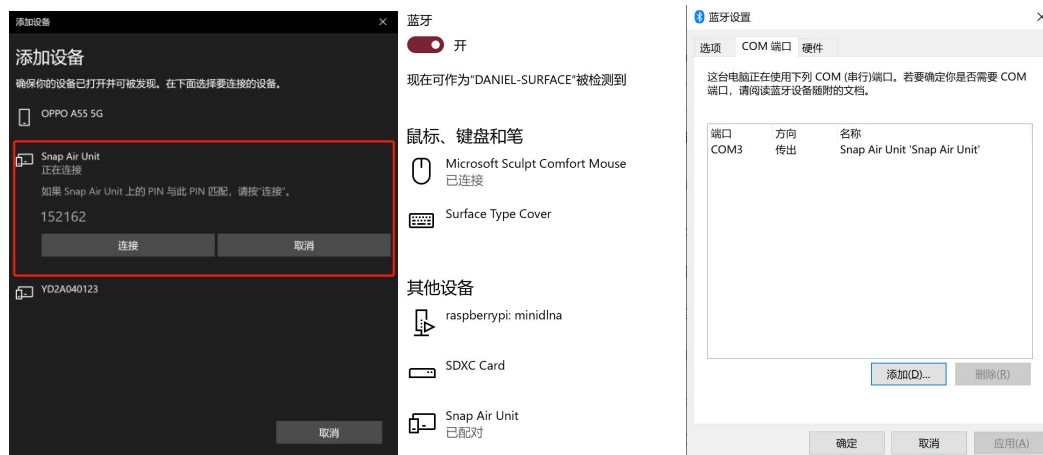 添加设备
添加设备
确保你的设备已打开并可被发现。在下面选择要连接的设备。
OPPO A55 5G
Snap Air Unit
正在连接
如果 Snap Air Unit 上的 PIN 与此 PIN 匹配，请按"连接"。
152162
连接
取消
YD2A040123
取消
蓝牙
开
现在可作为"DANIEL-SURFACE"被检测到
鼠标、键盘和笔
Microsoft Sculpt Comfort Mouse
已连接
Surface Type Cover
其他设备
raspberrypi: minidlna
SDXC Card
Snap Air Unit
已配对
蓝牙设置
选项 COM 端口 硬件
这台电脑正在使用下列 COM (串行)端口。若要确定你是否需要 COM
端口，请阅读蓝牙设备随附的文档。
端口 方向 名称
COM3 传出 Snap Air Unit 'Snap Air Unit'
添加(D)... 删除(R)
确定 取消 应用(A)